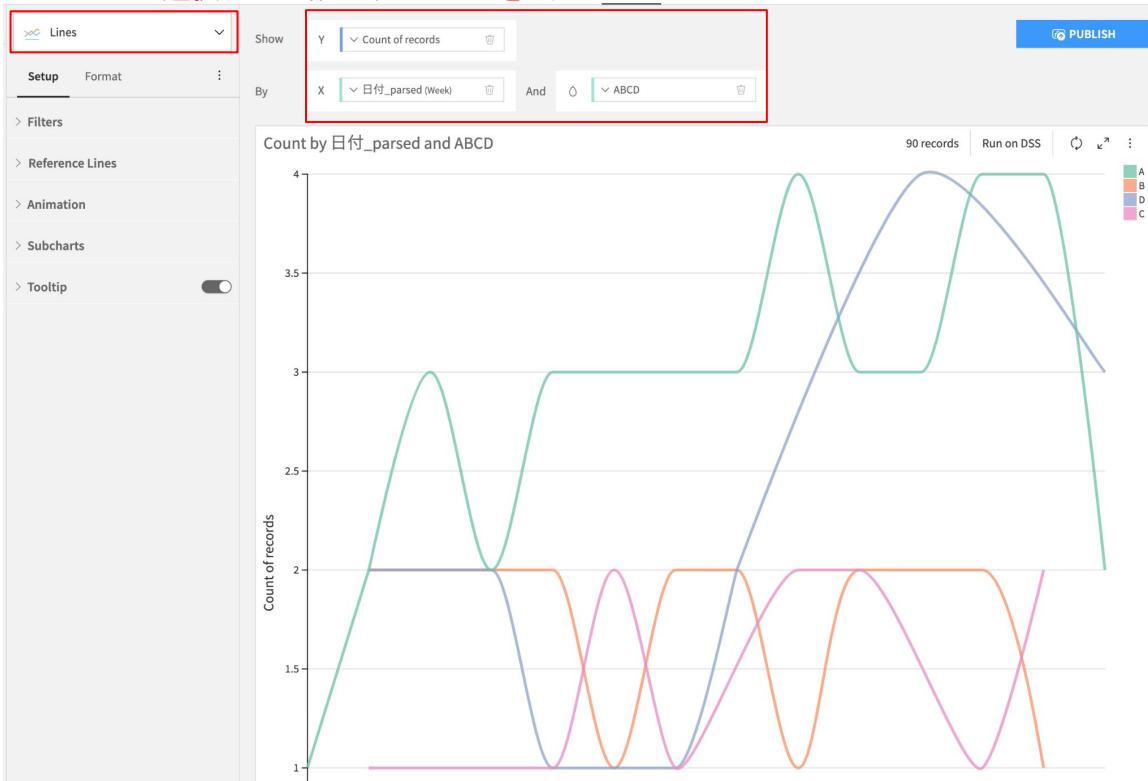 Lines
Show
Y
Count of records
PUBLISH
Setup
Format
By
X
日付_parsed (Week)
And
ABCD
Filters
Reference Lines
Animation
Subcharts
Tooltip
Count by 日付_parsed and ABCD
90 records
Run on DSS
A
B
D
C
4
3.5
3
2.5
2
1.5
1
Count of records